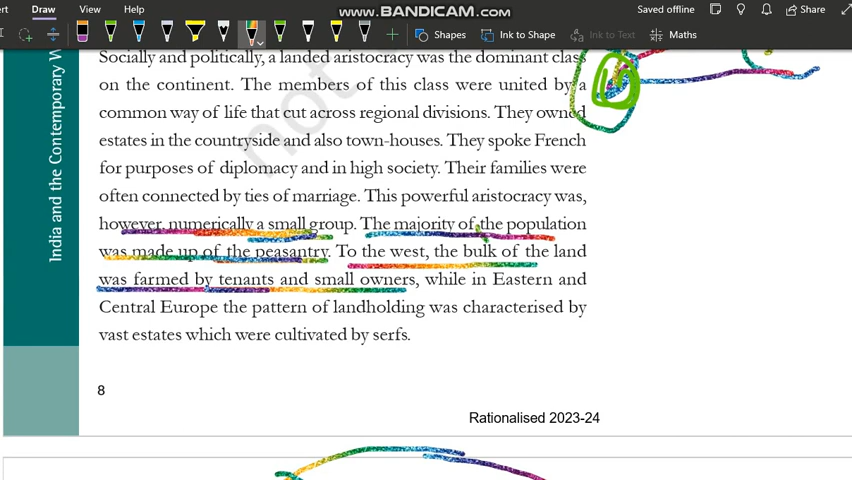 www.BANDICAM.com
Draw View Help Saved offline Share
Shapes Ink to Shape Ink to Text Maths
India and the Contemporary W
not
Socially and politically, a landed aristocracy was the dominant class
on the continent. The members of this class were united by a
common way of life that cut across regional divisions. They owned
estates in the countryside and also town-houses. They spoke French
for purposes of diplomacy and in high society. Their families were
often connected by ties of marriage. This powerful aristocracy was,
however, numerically a small group. The majority of the population
was made up of the peasantry. To the west, the bulk of the land
was farmed by tenants and small owners, while in Eastern and
Central Europe the pattern of landholding was characterised by
vast estates which were cultivated by serfs.
8
Rationalised 2023-24